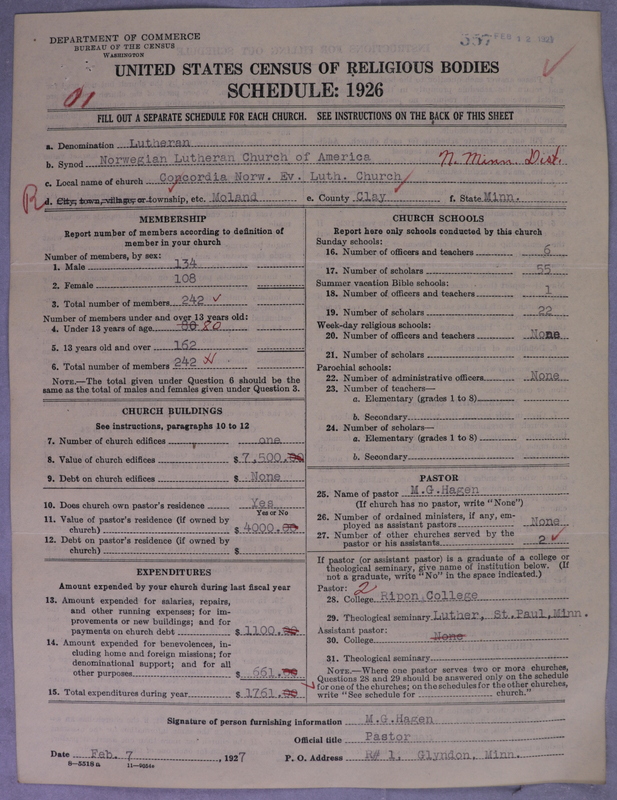 DEPARTMENT OF COMMERCE
BUREAU OF THE CENSUS
WASHINGTON
357 FEB 12 1927
UNITED STATES CENSUS OF RELIGIOUS BODIES
SCHEDULE: 1926
01
FILL OUT A SEPARATE SCHEDULE FOR EACH CHURCH. SEE INSTRUCTIONS ON THE BACK OF THIS SHEET
a. Denomination Lutheran
b. Synod Norwegian Lutheran Church of America N. Minn Dist.
c. Local name of church Concordia Norw. Ev. Luth. Church
R d. City, town, village, or township, etc. Moland e. County Clay f. State Minn.
MEMBERSHIP
Report number of members according to definition of
member in your church
Number of members, by sex:
1. Male 134
2. Female 108
3. Total number of members 242
Number of members under and over 13 years old:
4. Under 13 years of age 80 80
5. 13 years old and over 162
6. Total number of members 242
NOTE.—The total given under Question 6 should be the
same as the total of males and females given under Question 3.
CHURCH BUILDINGS
See instructions, paragraphs 10 to 12
7. Number of church edifices one
8. Value of church edifices $ 7,500.00
9. Debt on church edifices $ None
10. Does church own pastor's residence Yes
Yes or No
11. Value of pastor's residence (if owned by
church) $ 4000.00
12. Debt on pastor's residence (if owned by
church) $
EXPENDITURES
Amount expended by your church during last fiscal year
13. Amount expended for salaries, repairs,
and other running expenses; for im-
provements or new buildings; and for
payments on church debt $ 1100.00
14. Amount expended for benevolences, in-
cluding home and foreign missions; for
denominational support; and for all
other purposes $ 661.00
15. Total expenditures during year $ 1761.00
CHURCH SCHOOLS
Report here only schools conducted by this church
Sunday schools:
16. Number of officers and teachers 6
17. Number of scholars 55
Summer vacation Bible schools:
18. Number of officers and teachers 1
19. Number of scholars 22
Week-day religious schools:
20. Number of officers and teachers None
21. Number of scholars
Parochial schools:
22. Number of administrative officers None
23. Number of teachers—
a. Elementary (grades 1 to 8)
b. Secondary
24. Number of scholars—
a. Elementary (grades 1 to 8)
b. Secondary
PASTOR
25. Name of pastor M.G.Hagen
(If church has no pastor, write "None")
26. Number of ordained ministers, if any, em-
ployed as assistant pastors None
27. Number of other churches served by the
pastor or his assistants 2
If pastor (or assistant pastor) is a graduate of a college or
theological seminary, give name of institution below. (If
not a graduate, write "No" in the space indicated.)
Pastor: 2
28. College Ripon College
29. Theological seminary Luther, St.Paul,Minn.
Assistant pastor:
30. College None
31. Theological seminary
NOTE.—Where one pastor serves two or more churches,
Questions 28 and 29 should be answered only on the schedule
for one of the churches; on the schedules for the other churches,
write "See schedule for church."
Signature of person furnishing information M.G.Hagen
Official title Pastor
Date Feb. 7, 1927 P. O. Address R# 1, Glyndon, Minn.
8—5318 a 11—9254a